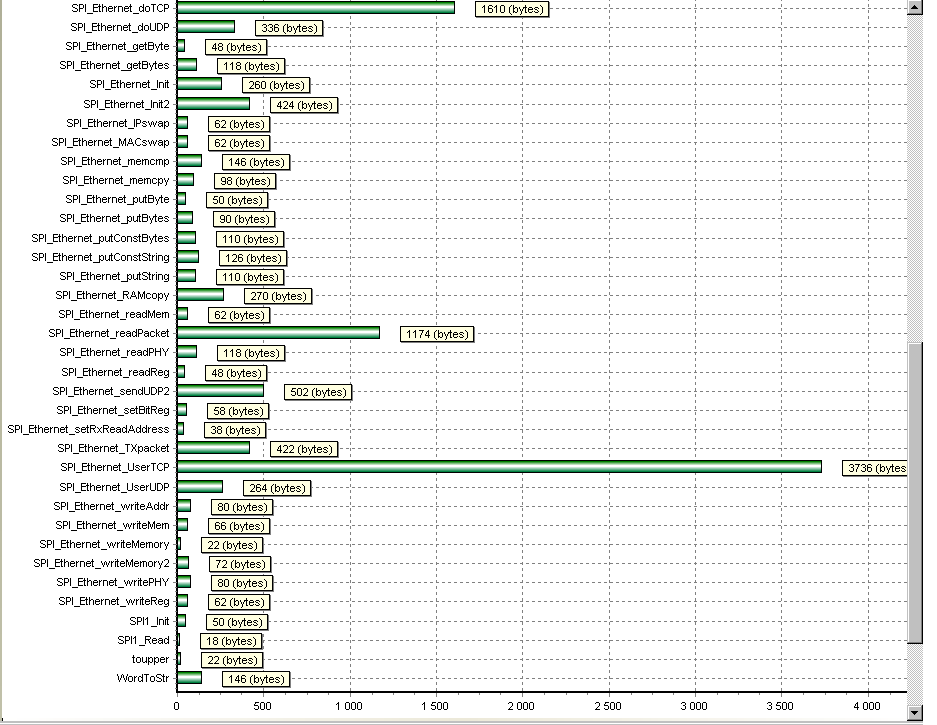 SPI_Ethernet_doTCP 1610 (bytes)
SPI_Ethernet_doUDP 336 (bytes)
SPI_Ethernet_getByte 48 (bytes)
SPI_Ethernet_getBytes 118 (bytes)
SPI_Ethernet_Init 260 (bytes)
SPI_Ethernet_Init2 424 (bytes)
SPI_Ethernet_IPswap 62 (bytes)
SPI_Ethernet_MACswap 62 (bytes)
SPI_Ethernet_memcmp 146 (bytes)
SPI_Ethernet_memcpy 98 (bytes)
SPI_Ethernet_putByte 50 (bytes)
SPI_Ethernet_putBytes 90 (bytes)
SPI_Ethernet_putConstBytes 110 (bytes)
SPI_Ethernet_putConstString 126 (bytes)
SPI_Ethernet_putString 110 (bytes)
SPI_Ethernet_RAMcopy 270 (bytes)
SPI_Ethernet_readMem 62 (bytes)
SPI_Ethernet_readPacket 1174 (bytes)
SPI_Ethernet_readPHY 118 (bytes)
SPI_Ethernet_readReg 48 (bytes)
SPI_Ethernet_sendUDP2 502 (bytes)
SPI_Ethernet_setBitReg 58 (bytes)
SPI_Ethernet_setRxReadAddress 38 (bytes)
SPI_Ethernet_TXpacket 422 (bytes)
SPI_Ethernet_UserTCP 3736 (bytes
SPI_Ethernet_UserUDP 264 (bytes)
SPI_Ethernet_writeAddr 80 (bytes)
SPI_Ethernet_writeMem 66 (bytes)
SPI_Ethernet_writeMemory 22 (bytes)
SPI_Ethernet_writeMemory2 72 (bytes)
SPI_Ethernet_writePHY 80 (bytes)
SPI_Ethernet_writeReg 62 (bytes)
SPI1_Init 50 (bytes)
SPI1_Read 18 (bytes)
toupper 22 (bytes)
WordToStr 146 (bytes)
0 500 1 000 1 500 2 000 2 500 3 000 3 500 4 000